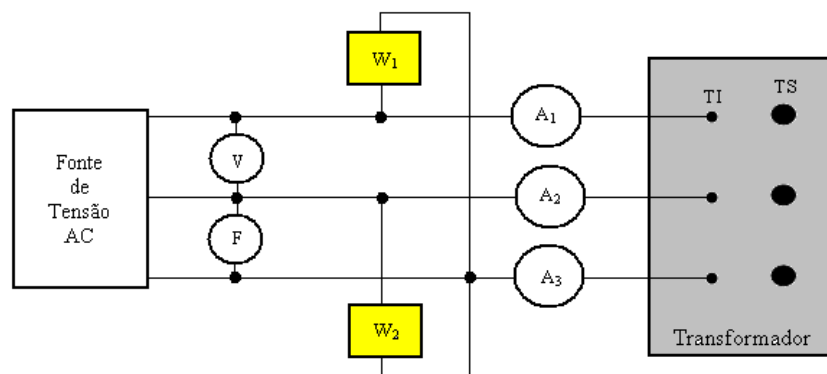 W₁
TI
TS
A₁
Fonte
de
Tensão
AC
V
A₂
F
A₃
W₂
Transformador